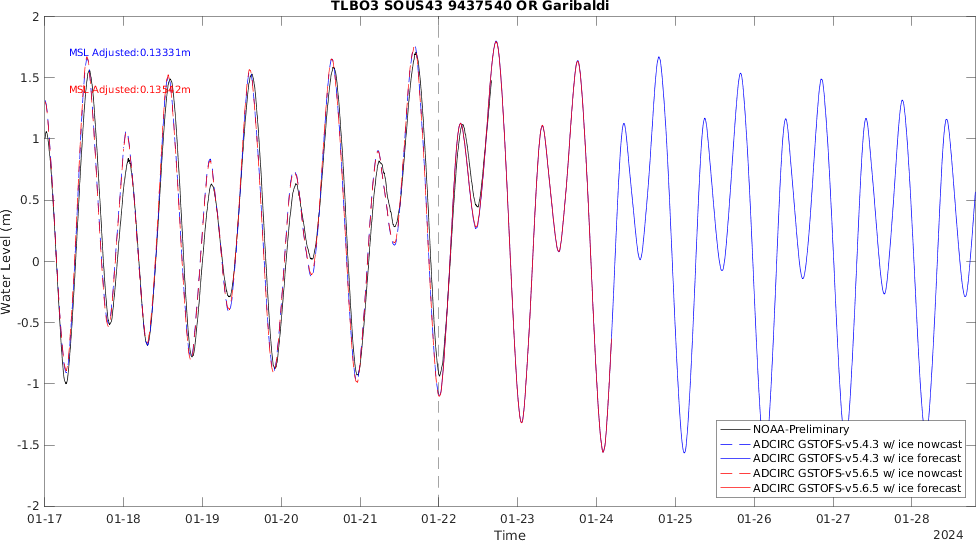 TLBO3 SOUS43 9437540 OR Garibaldi
MSL Adjusted:0.13331m
MSL Adjusted:0.13542m
2
1.5
1
0.5
0
-0.5
-1
-1.5
-2
Water Level (m)
01-17 01-18 01-19 01-20 01-21 01-22 01-23 01-24 01-25 01-26 01-27 01-28
Time
2024
NOAA-Preliminary
ADCIRC GSTOFS-v5.4.3 w/ ice nowcast
ADCIRC GSTOFS-v5.4.3 w/ ice forecast
ADCIRC GSTOFS-v5.6.5 w/ ice nowcast
ADCIRC GSTOFS-v5.6.5 w/ ice forecast